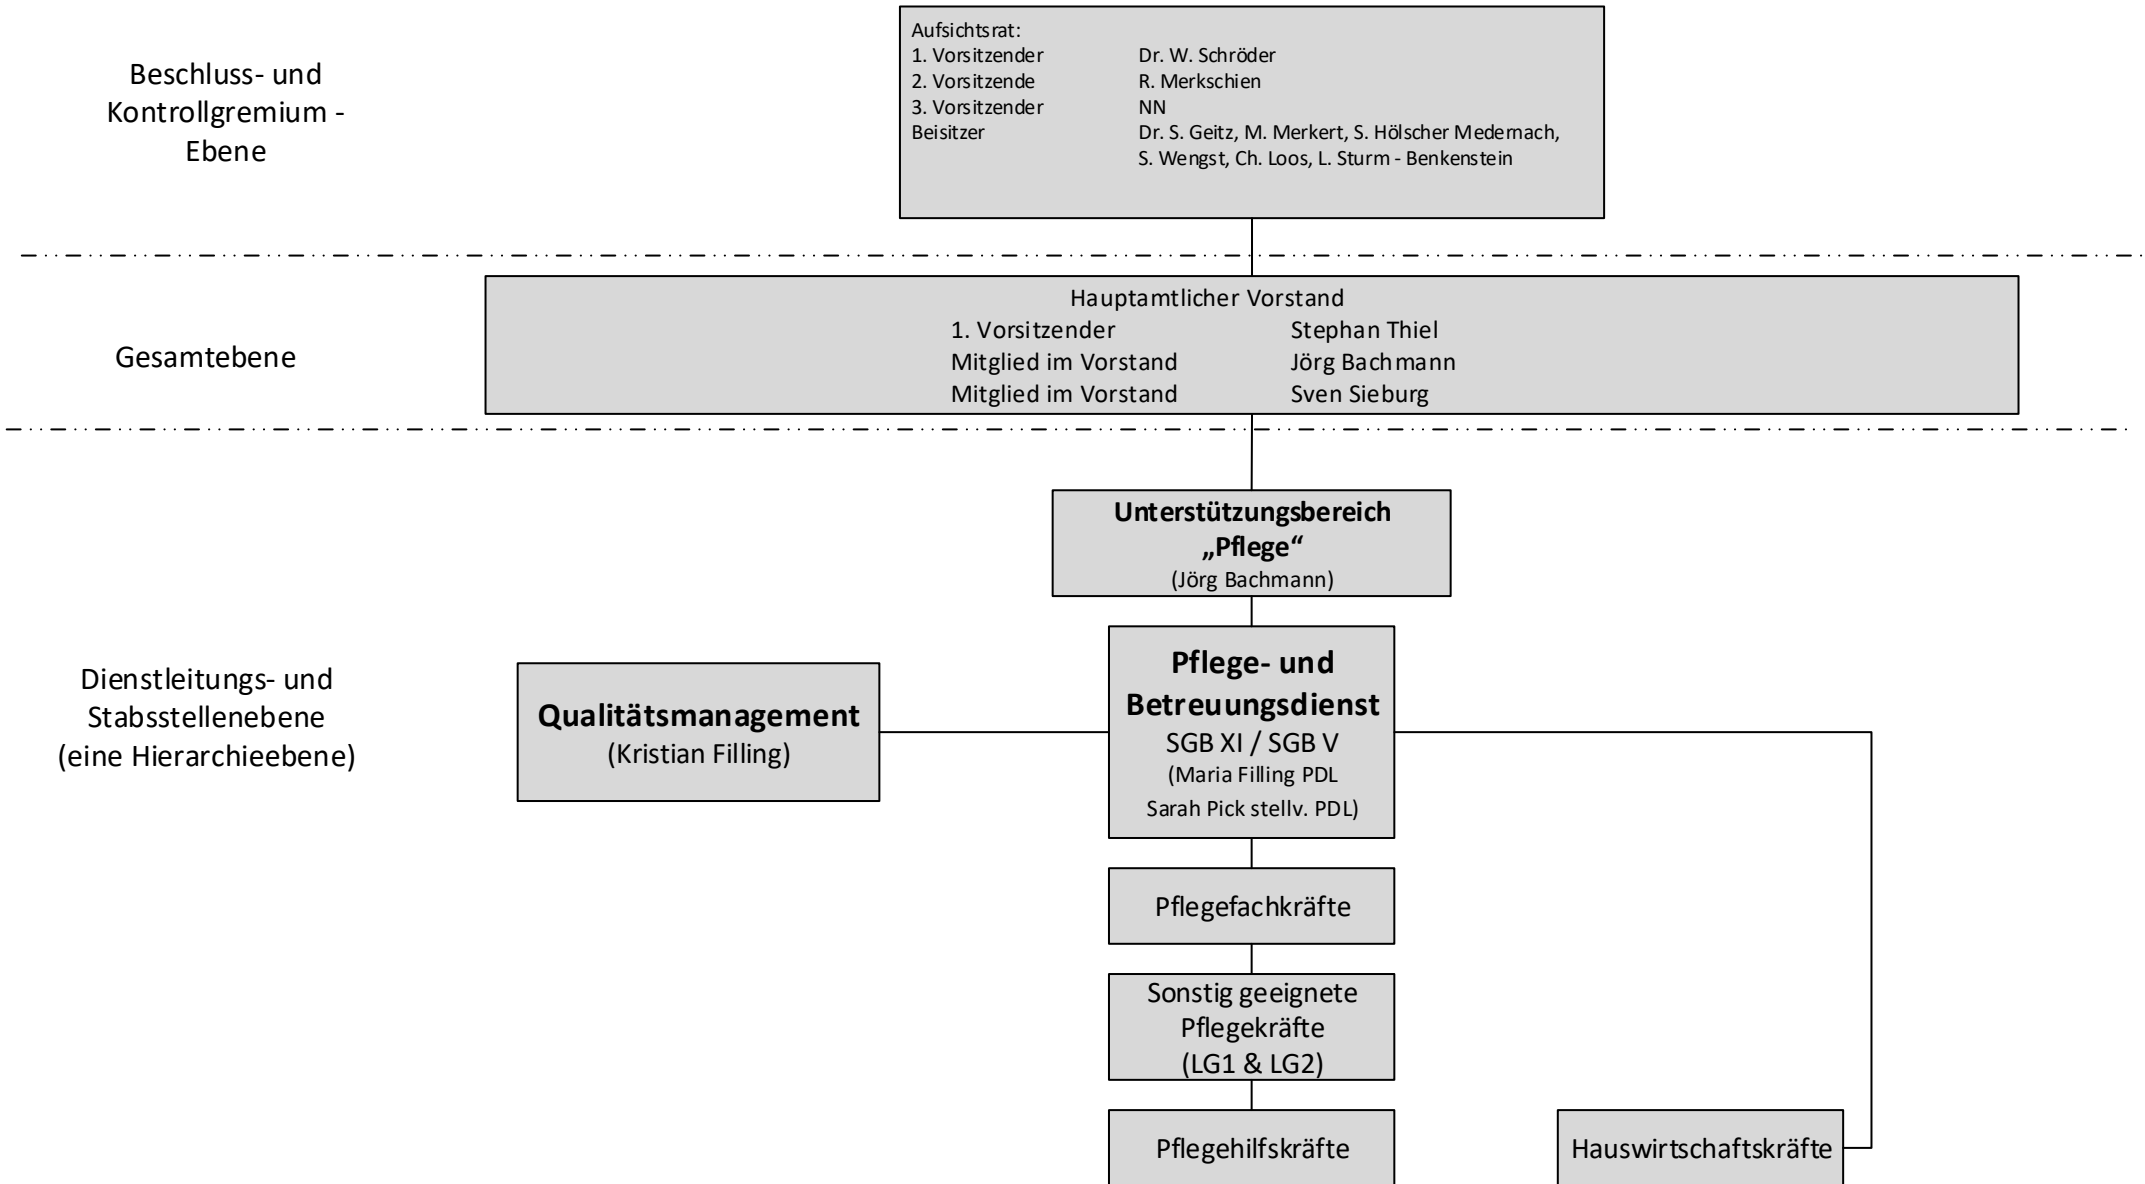 Beschluss- und
Kontrollgremium -
Ebene
Aufsichtsrat:
1. Vorsitzender Dr. W. Schröder
2. Vorsitzende R. Merkschien
3. Vorsitzender NN
Beisitzer Dr. S. Geitz, M. Merkert, S. Hölscher Medernach,
S. Wengst, Ch. Loos, L. Sturm - Benkenstein
Gesamtebene
Hauptamtlicher Vorstand
1. Vorsitzender Stephan Thiel
Mitglied im Vorstand Jörg Bachmann
Mitglied im Vorstand Sven Sieburg
Unterstützungsbereich
„Pflege“
(Jörg Bachmann)
Dienstleitungs- und
Stabsstellenebene
(eine Hierarchieebene)
Qualitätsmanagement
(Kristian Filling)
Pflege- und
Betreuungsdienst
SGB XI / SGB V
(Maria Filling PDL
Sarah Pick stellv. PDL)
Pflegefachkräfte
Sonstig geeignete
Pflegekräfte
(LG1 & LG2)
Pflegehilfskräfte
Hauswirtschaftskräfte